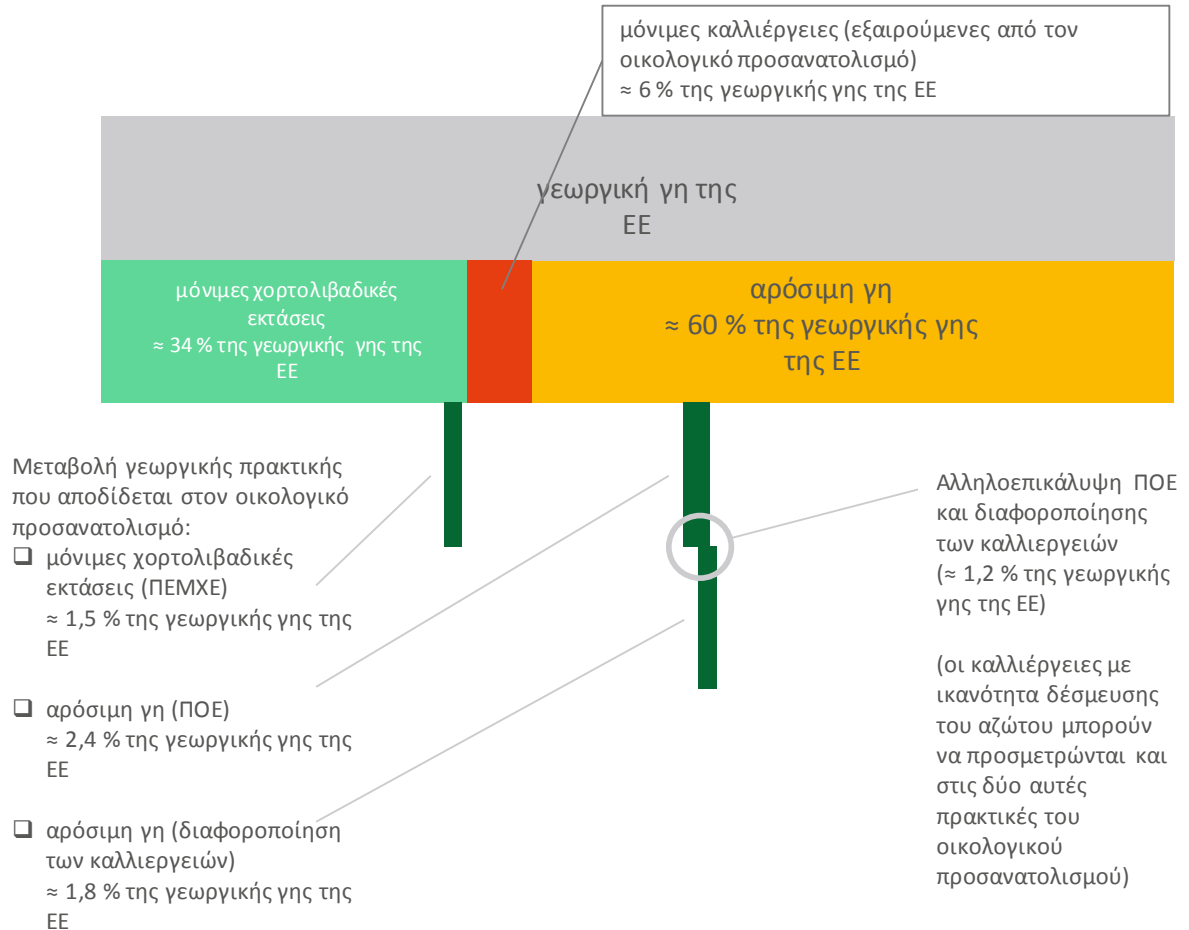 μόνιμες καλλιέργειες (εξαιρούμενες από τον
οικολογικό προσανατολισμό)
≈ 6 % της γεωργικής γης της ΕΕ
γεωργική γη της
ΕΕ
μόνιμες χορτολιβαδικές
εκτάσεις
≈ 34 % της γεωργικής γης της
ΕΕ
αρόσιμη γη
≈ 60 % της γεωργικής γης
της ΕΕ
Μεταβολή γεωργικής πρακτικής
που αποδίδεται στον οικολογικό
προσανατολισμό:
❑ μόνιμες χορτολιβαδικές
εκτάσεις (ΠΕΜΧΕ)
≈ 1,5 % της γεωργικής γης της
ΕΕ
❑ αρόσιμη γη (ΠΟΕ)
≈ 2,4 % της γεωργικής γης της
ΕΕ
❑ αρόσιμη γη (διαφοροποίηση
των καλλιεργειών)
≈ 1,8 % της γεωργικής γης της
ΕΕ
Αλληλοεπικάλυψη ΠΟΕ
και διαφοροποίησης
των καλλιεργειών
(≈ 1,2 % της γεωργικής
γης της ΕΕ)
(οι καλλιέργειες με
ικανότητα δέσμευσης
του αζώτου μπορούν
να προσμετρώνται και
στις δύο αυτές
πρακτικές του
οικολογικού
προσανατολισμού)